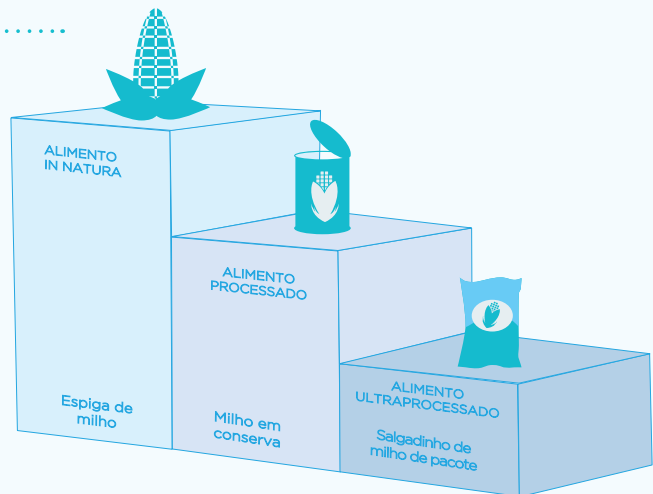 ALIMENTO
IN NATURA
Espiga de
milho
ALIMENTO
PROCESSADO
Milho em
conserva
ALIMENTO
ULTRAPROCESSADO
Salgadinho de
milho de pacote